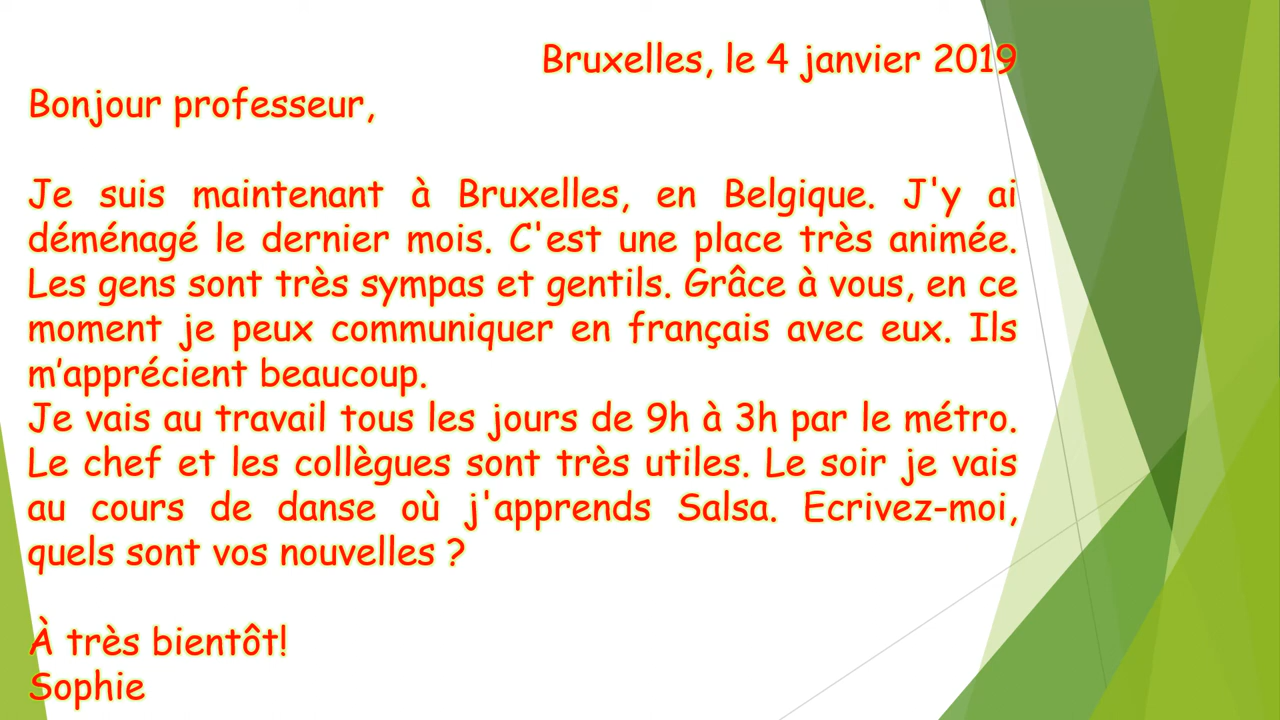 Bruxelles, le 4 janvier 2019
Bonjour professeur,
Je suis maintenant à Bruxelles, en Belgique. J'y ai
déménagé le dernier mois. C'est une place très animée.
Les gens sont très sympas et gentils. Grâce à vous, en ce
moment je peux communiquer en français avec eux. Ils
m’apprécient beaucoup.
Je vais au travail tous les jours de 9h à 3h par le métro.
Le chef et les collègues sont très utiles. Le soir je vais
au cours de danse où j'apprends Salsa. Ecrivez-moi,
quels sont vos nouvelles ?
À très bientôt!
Sophie